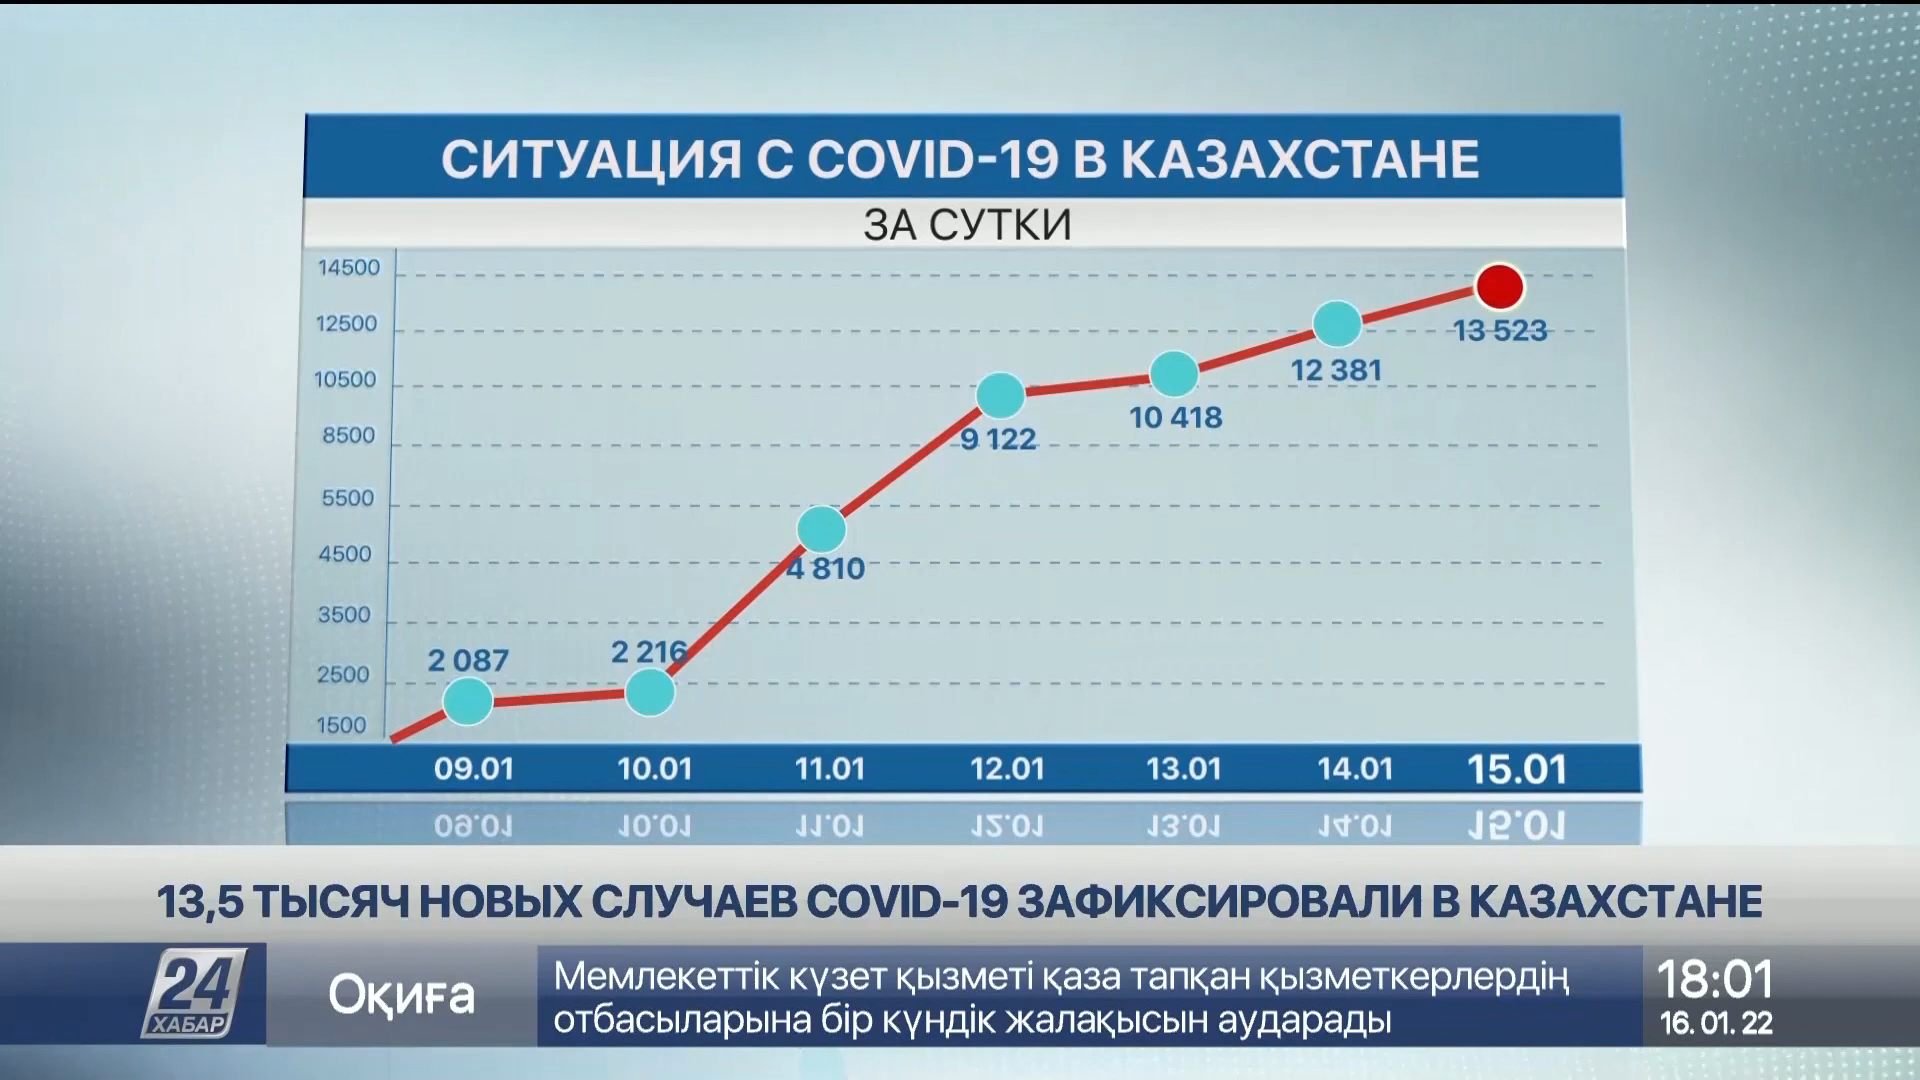 СИТУАЦИЯ С COVID-19 В КАЗАХСТАНЕ
ЗА СУТКИ
14500
12500
10500
8500
5500
4500
3500
2500
1500
2 087
2 216
4 810
9 122
10 418
12 381
13 523
09.01 10.01 11.01 12.01 13.01 14.01 15.01
13,5 ТЫСЯЧ НОВЫХ СЛУЧАЕВ COVID-19 ЗАФИКСИРОВАЛИ В КАЗАХСТАНЕ
24
ХАБАР
Оқиға
Мемлекеттік күзет қызметі қаза тапқан қызметкерлердің
отбасыларына бір күндік жалақысын аударады
18:01
16. 01. 22